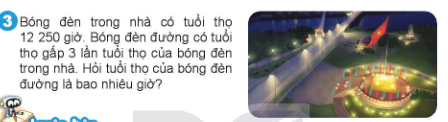 3 Bóng đèn trong nhà có tuổi thọ
12 250 giờ. Bóng đèn đường có tuổi
thọ gấp 3 lần tuổi thọ của bóng đèn
trong nhà. Hỏi tuổi thọ của bóng đèn
đường là bao nhiêu giờ?